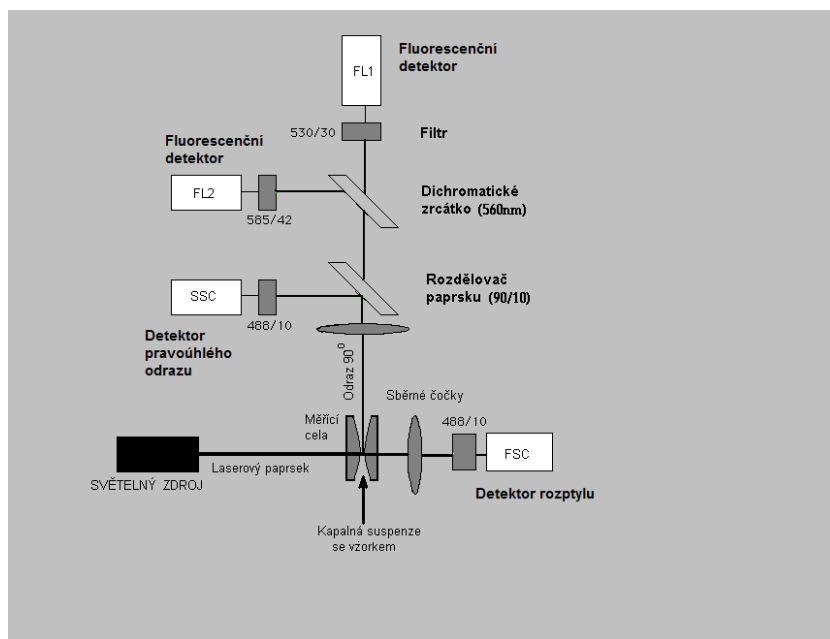 Fluorescenční
detektor
FL1
530/30
Filtr
Fluorescenční
detektor
FL2
585/42
Dichromatické
zrcátko (560nm)
Rozdělovač
paprsku (90/10)
SSC
488/10
Detektor
pravoúhlého
odrazu
Odraz 90°
Sběrné čočky
Měřící
cela
488/10
FSC
Laserový paprsek
SVĚTELNÝ ZDROJ
Detektor rozptylu
Kapalná suspenze
se vzorkem